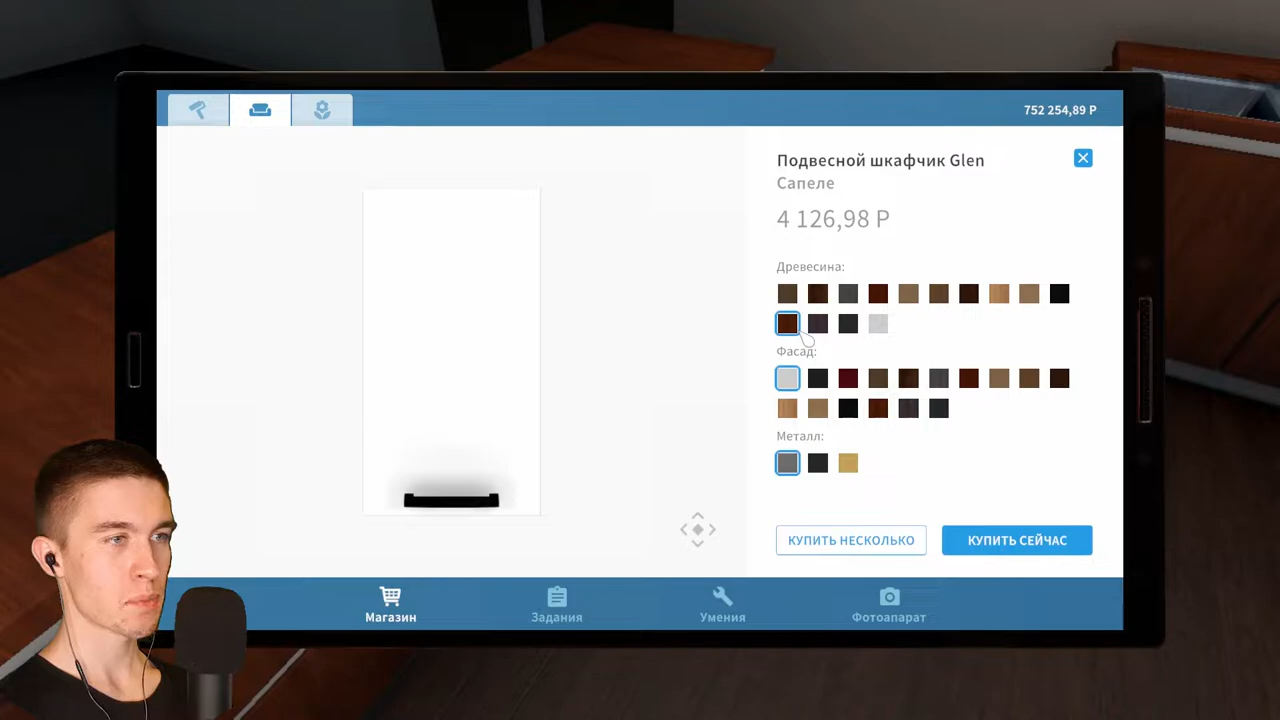 752 254,89 Р
Подвесной шкафчик Glen
Сапеле
4 126,98 Р
Древесина:
Фасад:
Металл:
КУПИТЬ НЕСКОЛЬКО
КУПИТЬ СЕЙЧАС
Магазин
Задания
Умения
Фотоапарат